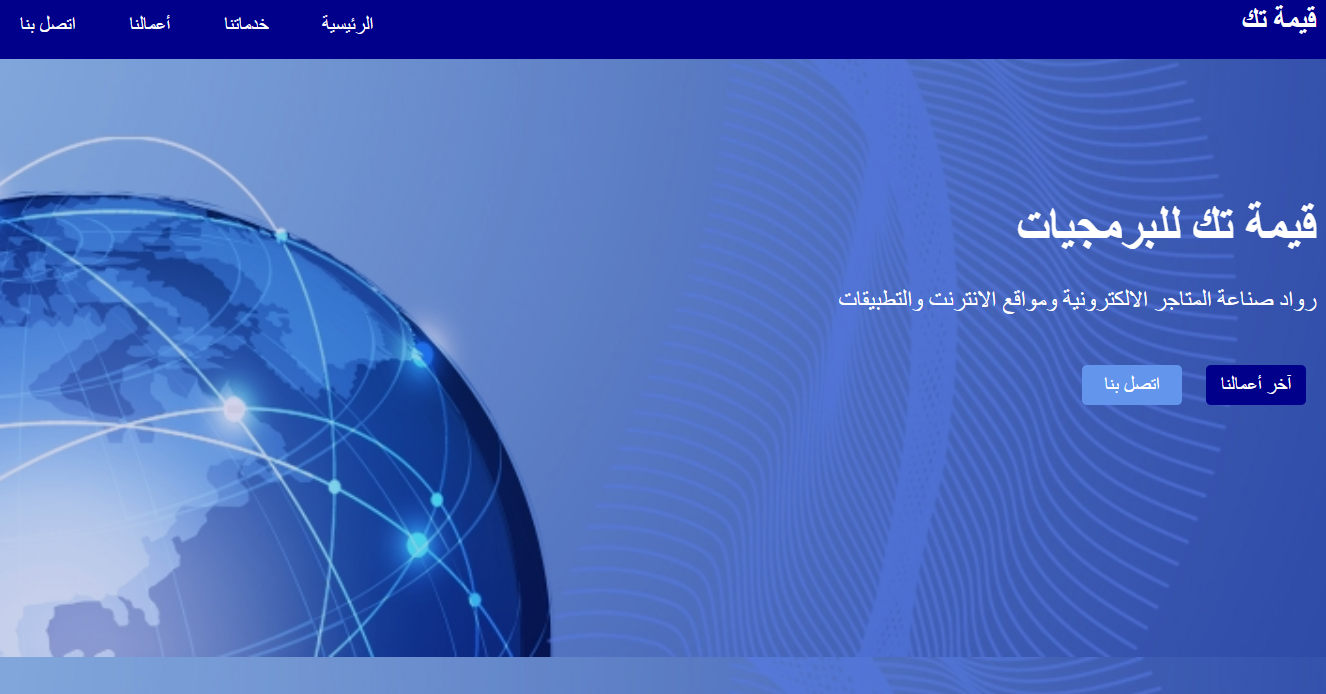 قيمة تك
الرئيسية
خدماتنا
أعمالنا
اتصل بنا
قيمة تك للبرمجيات
رواد صناعة المتاجر الالكترونية ومواقع الانترنت والتطبيقات
آخر أعمالنا
اتصل بنا